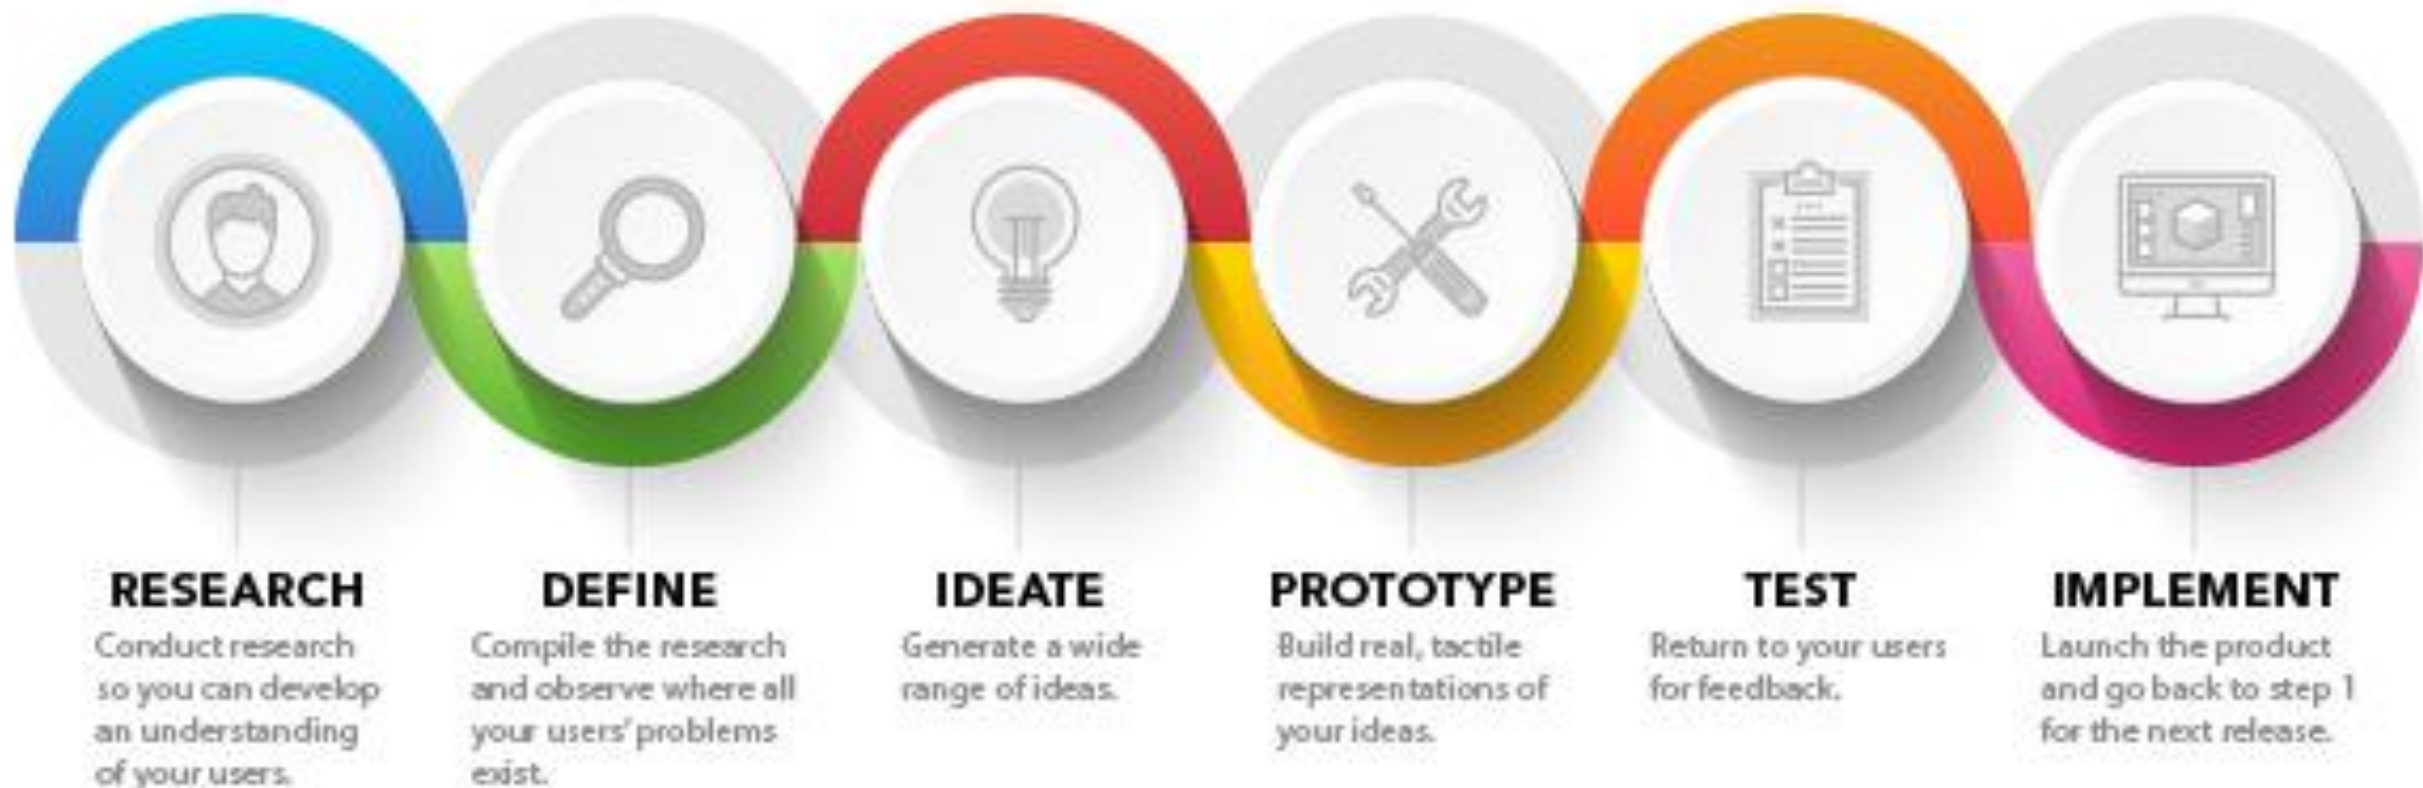 RESEARCH
Conduct research
so you can develop
an understanding
of your users.
DEFINE
Compile the research
and observe where all
your users' problems
exist.
IDEATE
Generate a wide
range of ideas.
PROTOTYPE
Build real, tactile
representations of
your ideas.
TEST
Return to your users
for feedback.
IMPLEMENT
Launch the product
and go back to step 1
for the next release.